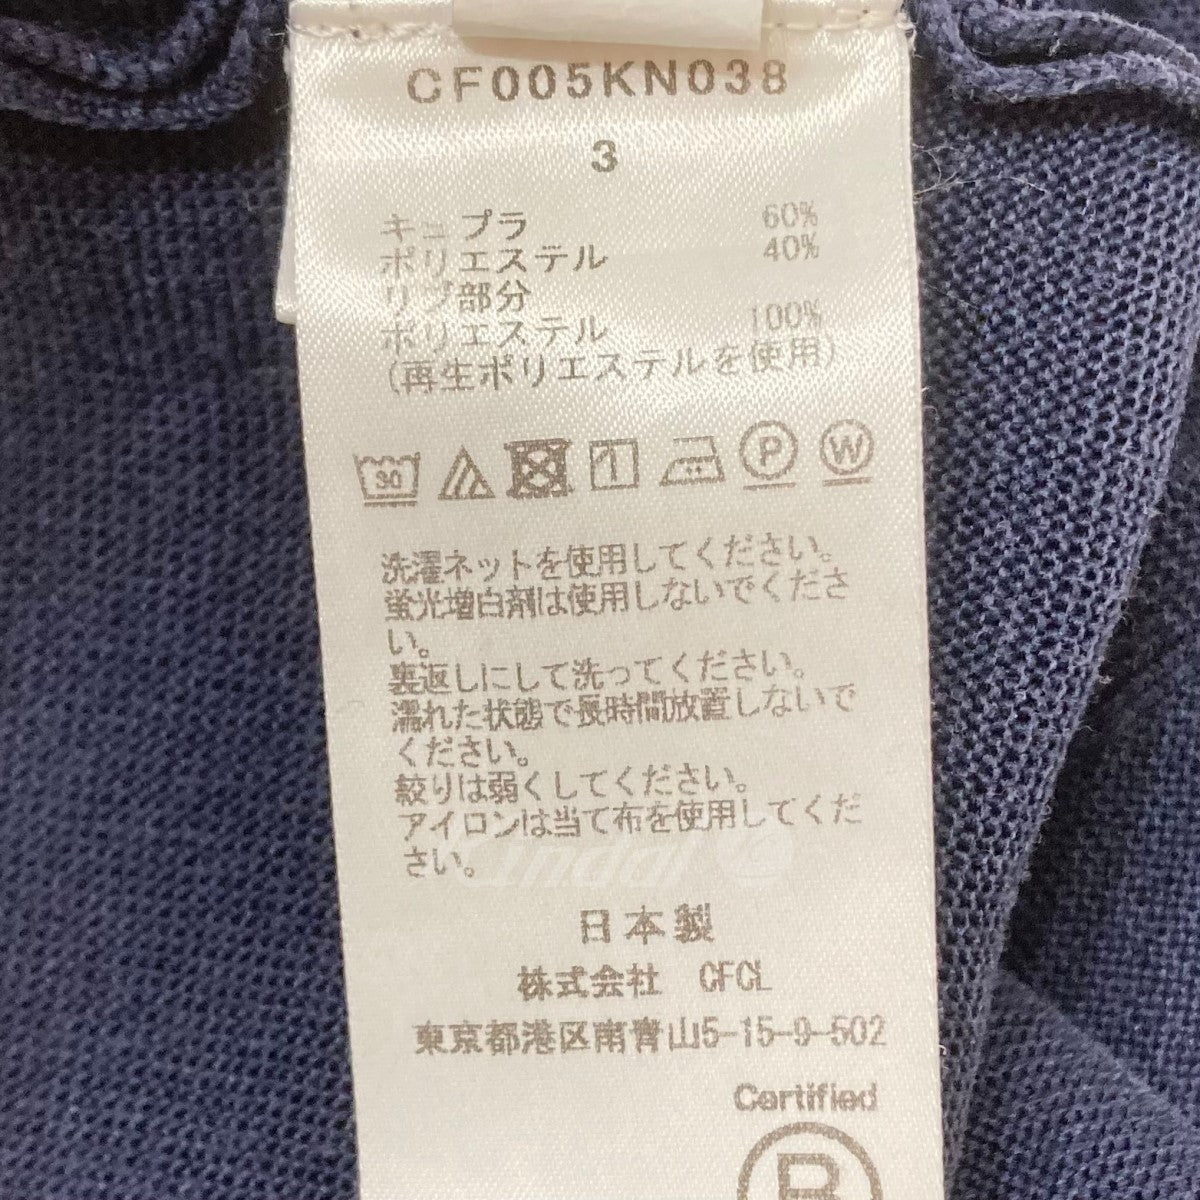 CF005KN038
3
キュプラ 60%
ポリエステル 40%
リブ部分
ポリエステル 100%
(再生ポリエステルを使用)
30 1 P W
洗濯ネットを使用してください。
蛍光増白剤は使用しないでくださ
い。
裏返しにして洗ってください。
濡れた状態で長時間放置しないで
ください。
絞りは弱くしてください。
アイロンは当て布を使用してくだ
さい。
kindal
日本製
株式会社 CFCL
東京都港区南青山5-15-9-502
Certified
B